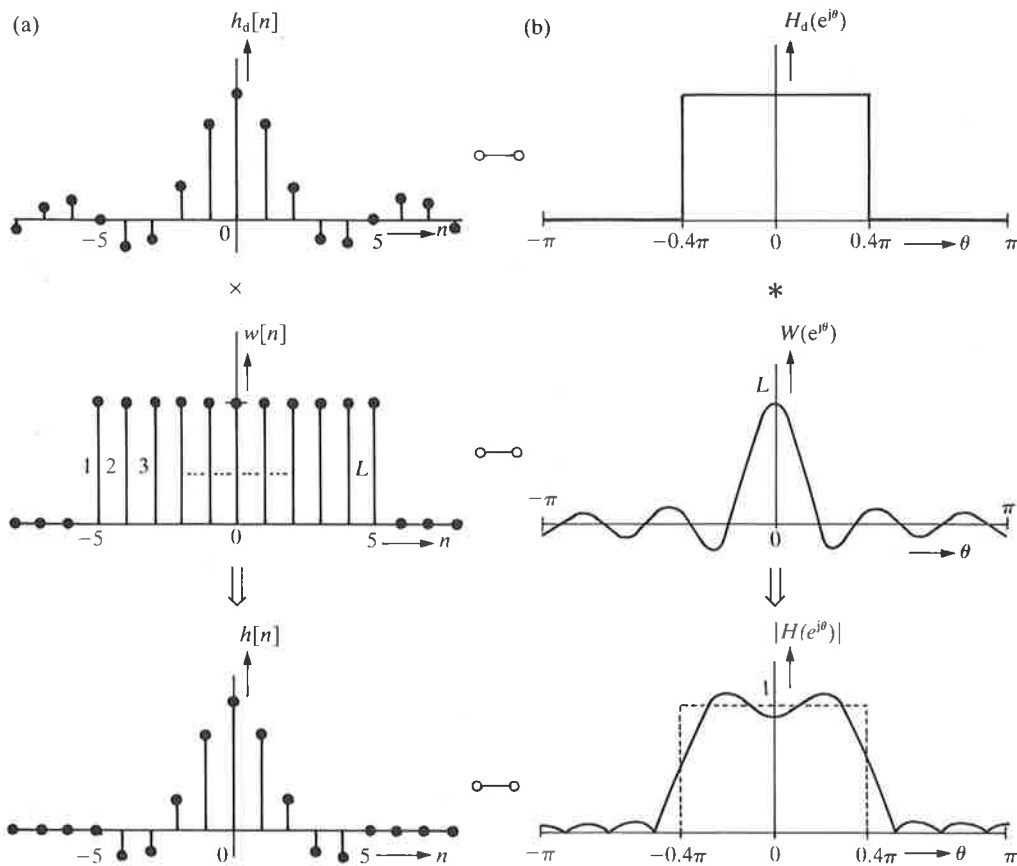 (a) h_d[n] (b) H_d(e^{jθ})
−5 0 5 n
−π −0.4π 0 0.4π θ π
× *
w[n] W(e^{jθ})
L
1 2 3 L
−5 0 5 n
−π 0 θ π
h[n] |H(e^{jθ})|
1
−5 0 5 n
−π −0.4π 0 0.4π θ π